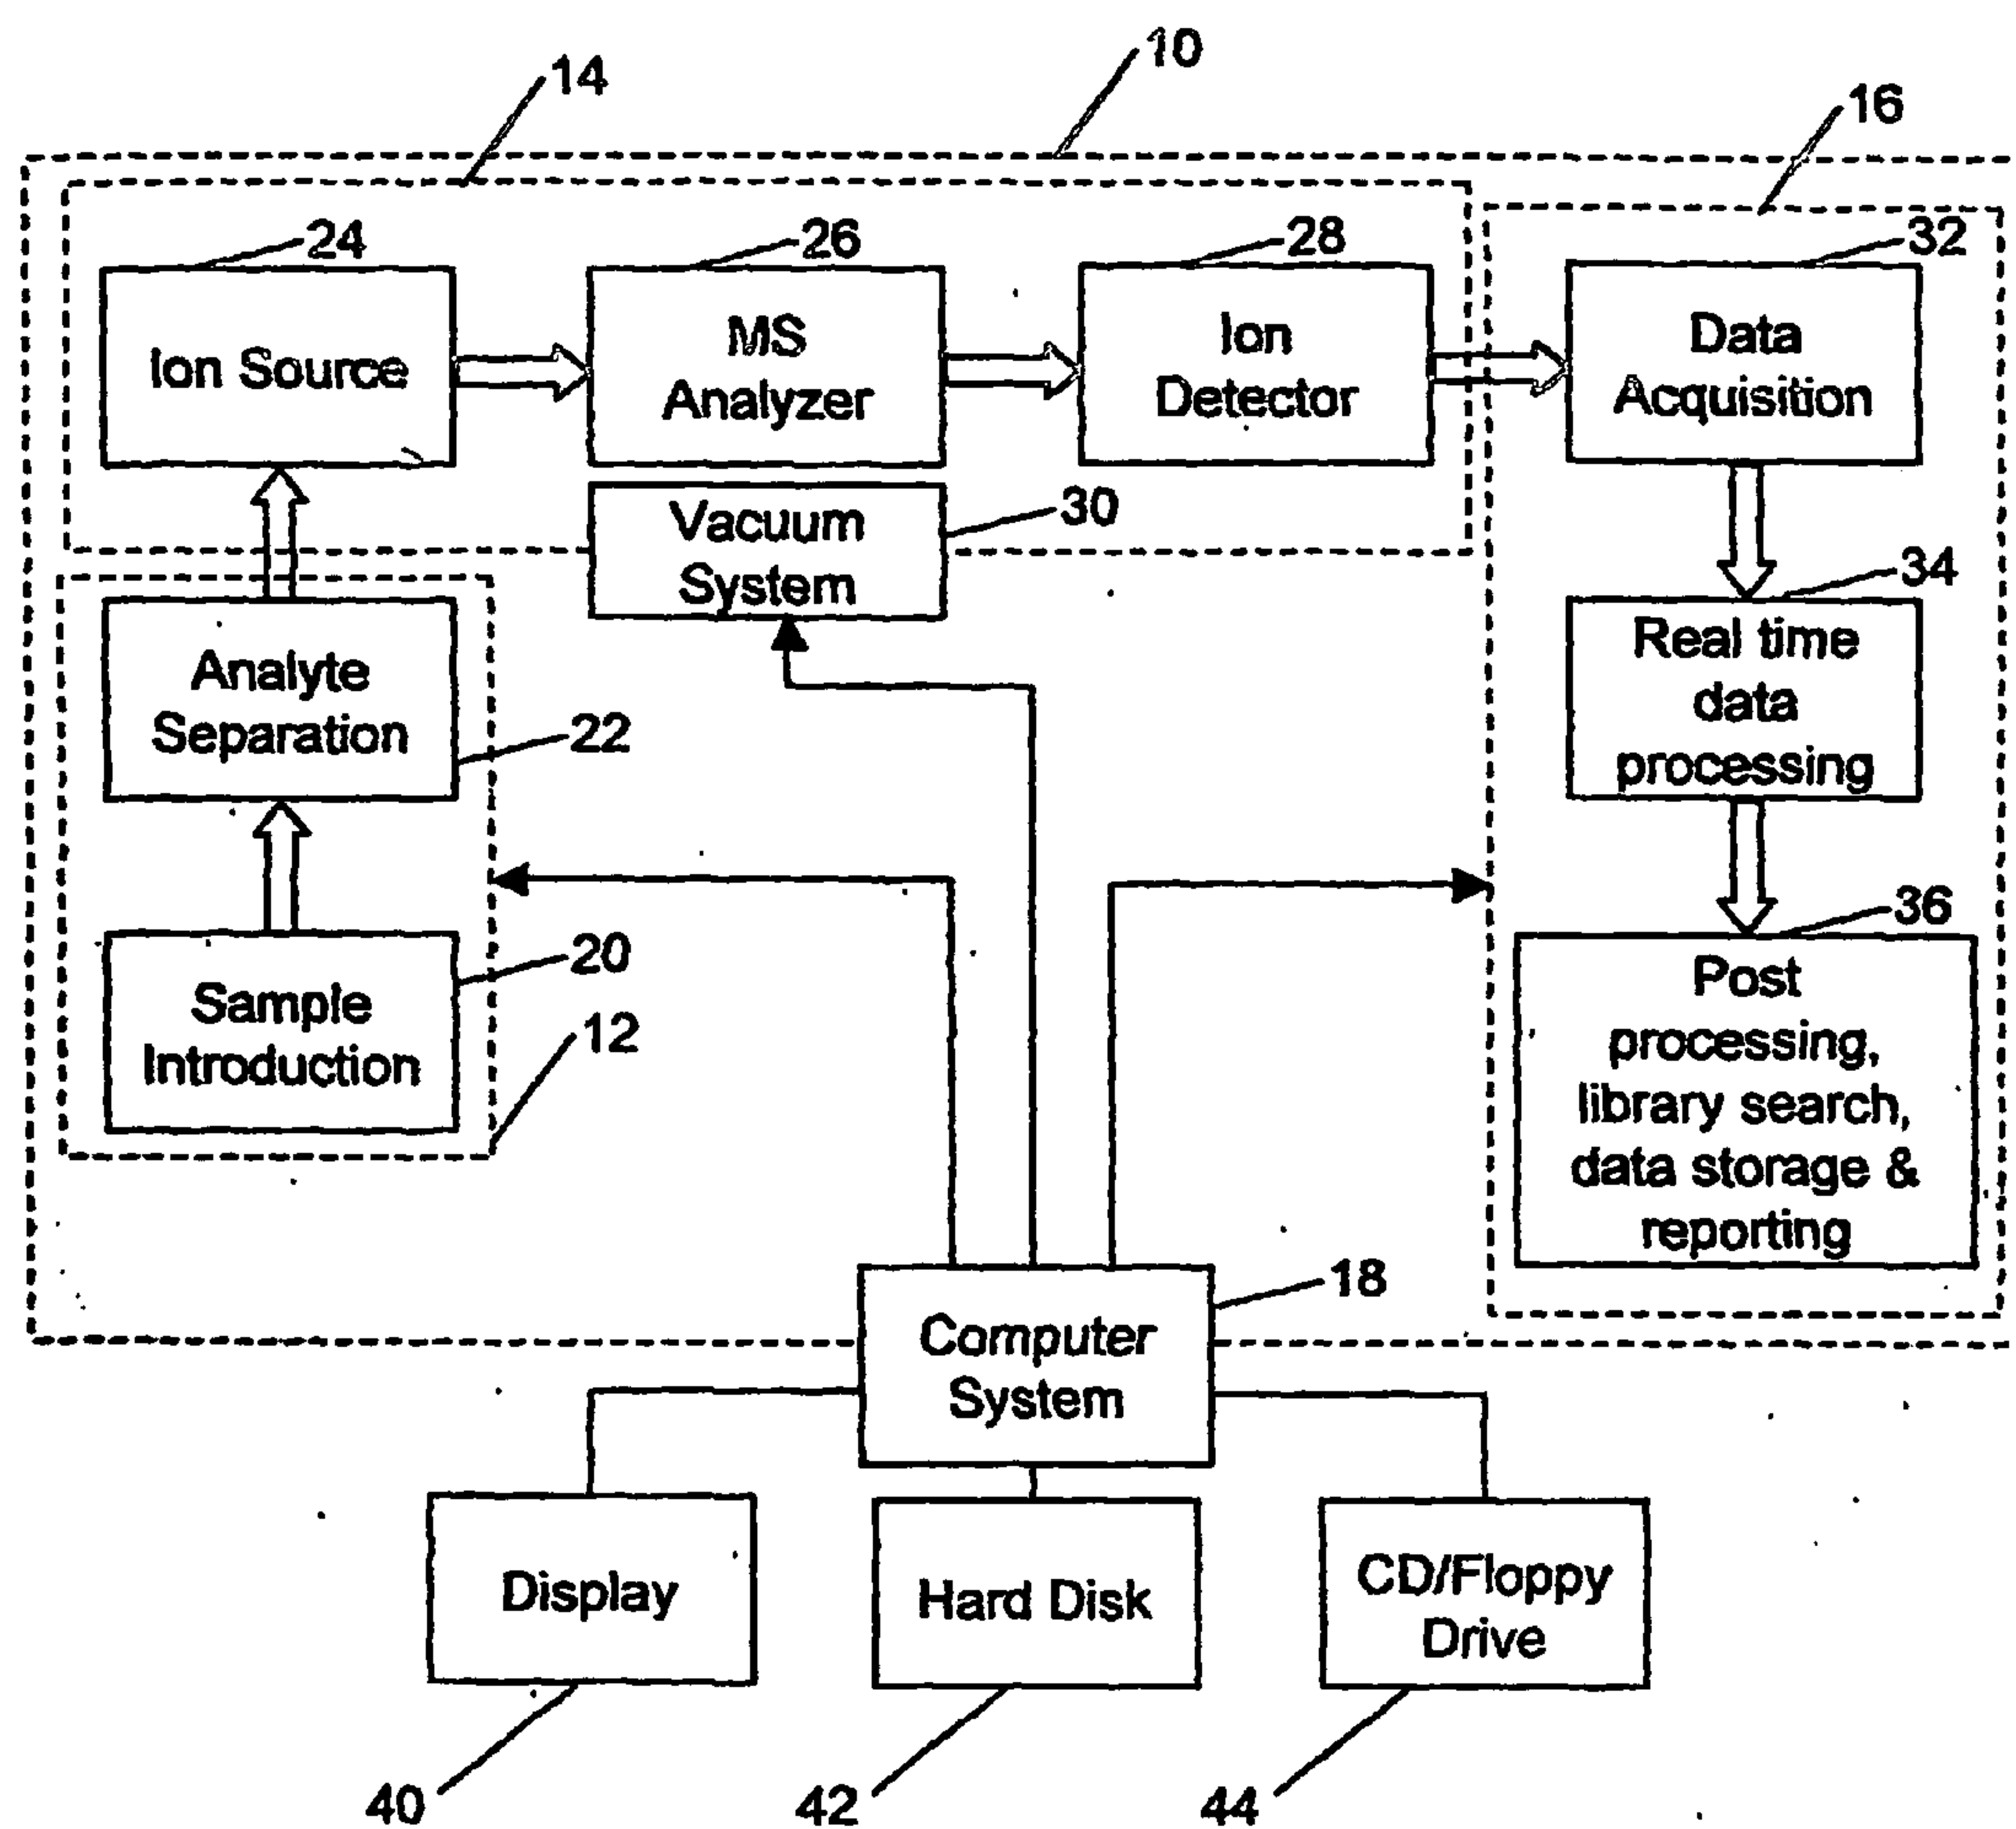 10
14
16
24
26
28
32
Ion Source
MS
Analyzer
Ion
Detector
Data
Acquisition
Vacuum
System
30
34
Analyte
Separation
22
Real time
data
processing
36
Sample
Introduction
20
12
Post
processing,
library search,
data storage &
reporting
18
Computer
System
Display
Hard Disk
CD/Floppy
Drive
40
42
44